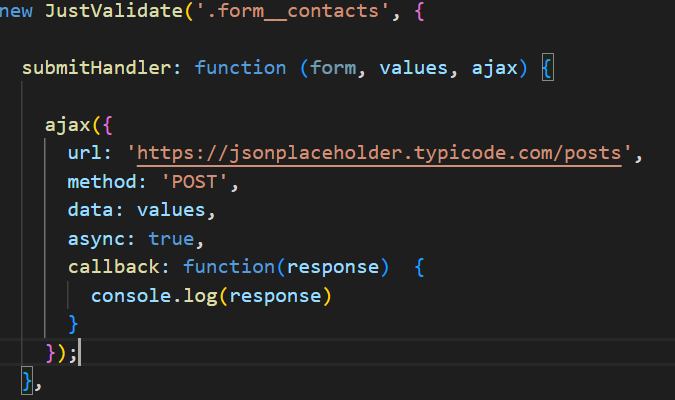 new JustValidate('.form__contacts', {
submitHandler: function (form, values, ajax) {
ajax({
url: 'https://jsonplaceholder.typicode.com/posts',
method: 'POST',
data: values,
async: true,
callback: function(response)  {
console.log(response)
}
});
},